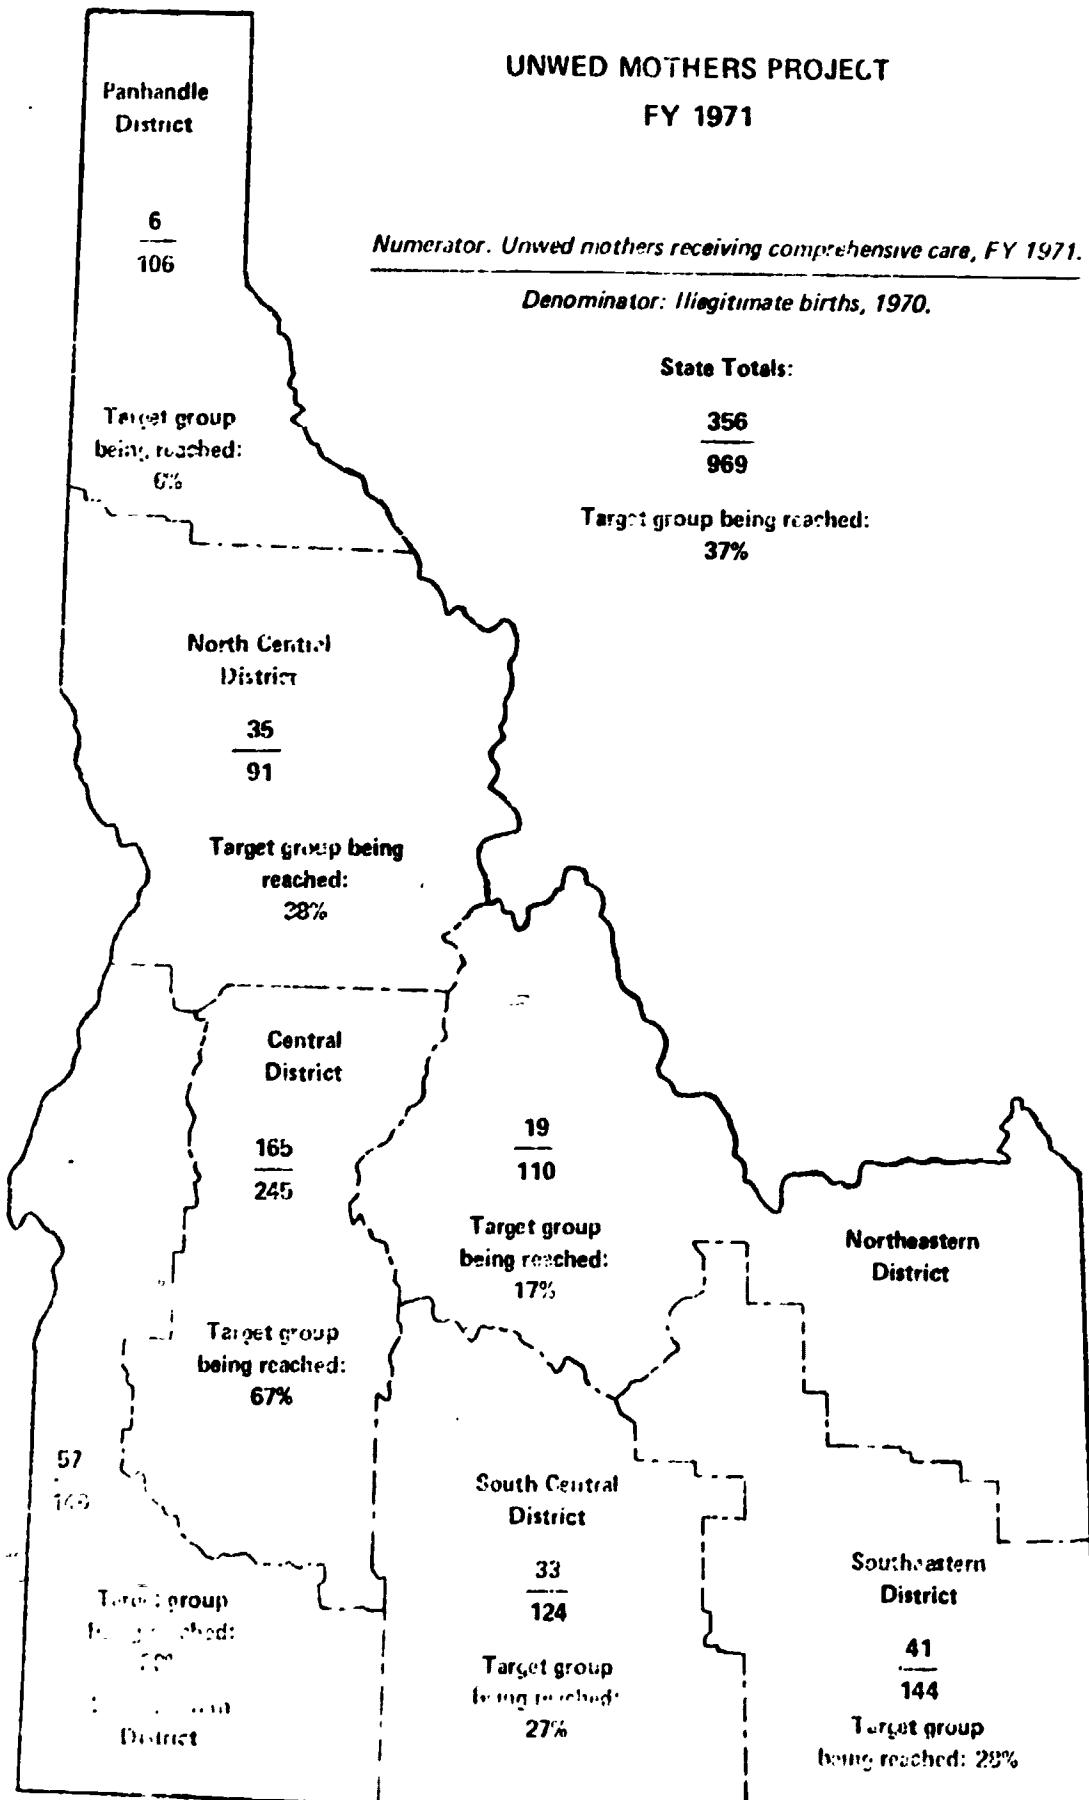 UNWED MOTHERS PROJECT
FY 1971
Numerator. Unwed mothers receiving comprehensive care, FY 1971.
Denominator: Illegitimate births, 1970.
State Totals:
356
969
Target group being reached:
37%
Panhandle
District
6
106
Target group
being reached:
6%
North Central
District
35
91
Target group being
reached:
38%
Central
District
165
245
Target group
being reached:
67%
19
110
Target group
being reached:
17%
Northeastern
District
57
Target group
being reached:
District
South Central
District
33
124
Target group
being reached:
27%
Southeastern
District
41
144
Target group
being reached: 28%